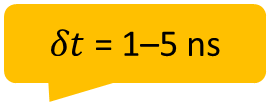 𝛿𝑡 = 1–5 ns